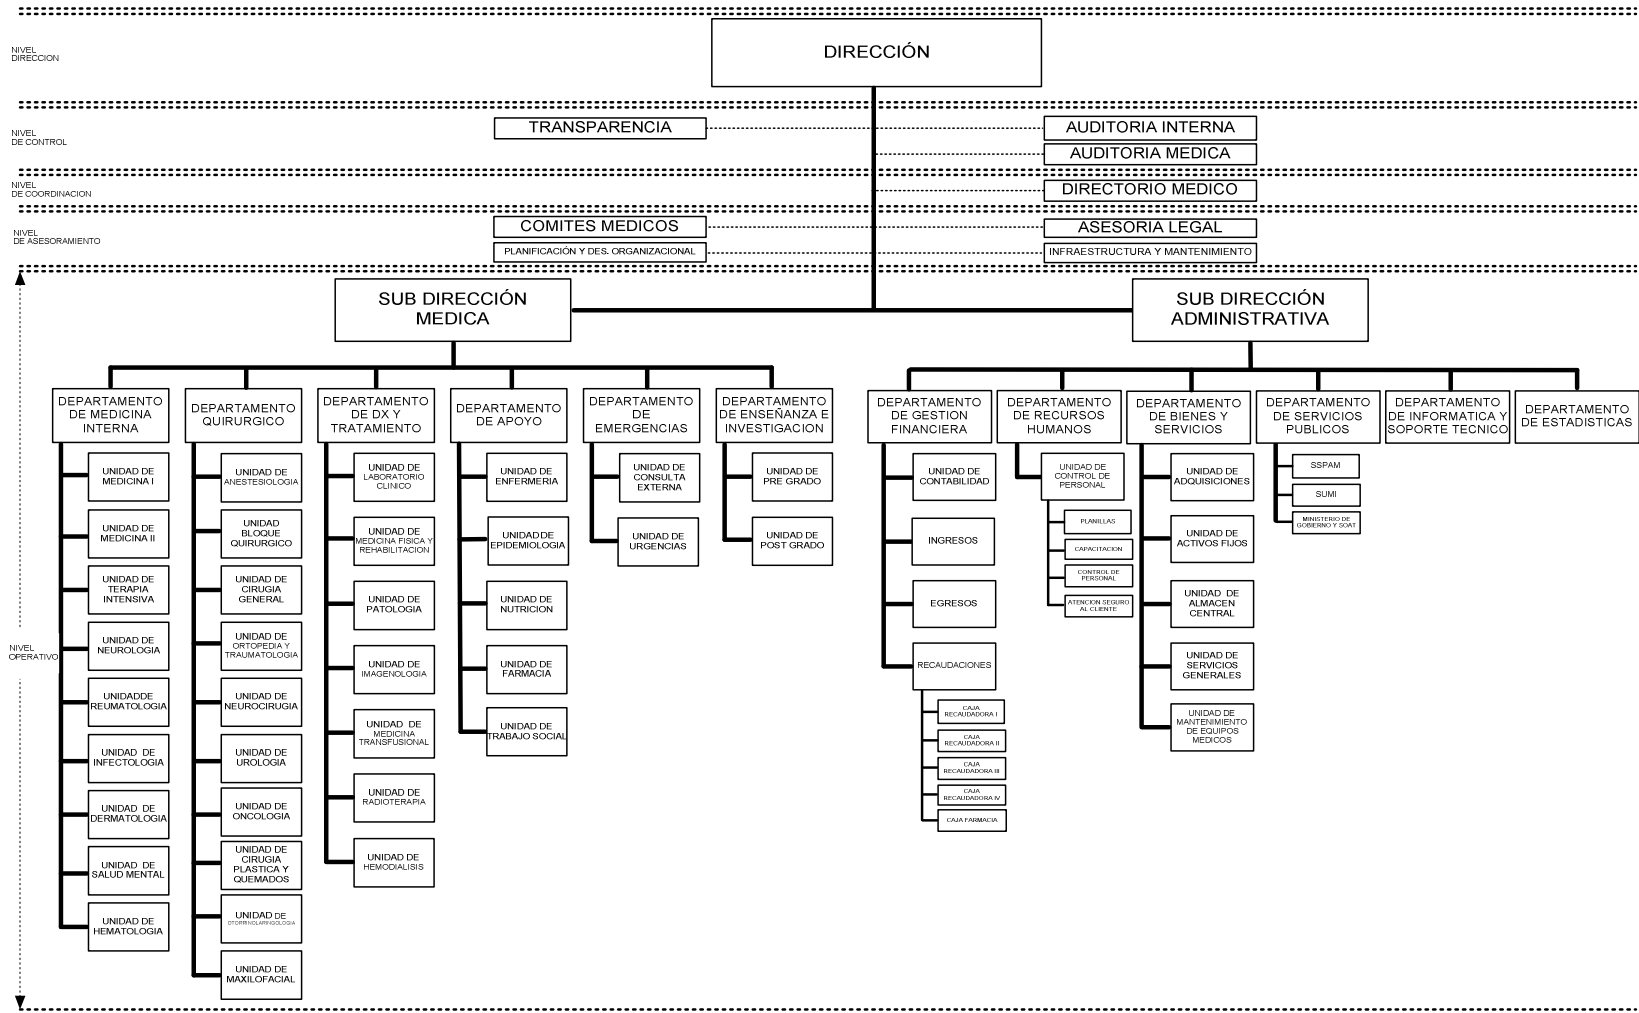 NIVEL
DIRECCION
DIRECCIÓN
NIVEL
DE CONTROL
TRANSPARENCIA
AUDITORIA INTERNA
AUDITORIA MEDICA
NIVEL
DE COORDINACION
DIRECTORIO MEDICO
NIVEL
DE ASESORAMIENTO
COMITES MEDICOS
ASESORIA LEGAL
PLANIFICACIÓN Y DES. ORGANIZACIONAL
INFRAESTRUCTURA Y MANTENIMIENTO
NIVEL
OPERATIVO
SUB DIRECCIÓN
MEDICA
SUB DIRECCIÓN
ADMINISTRATIVA
DEPARTAMENTO
DE MEDICINA
INTERNA
UNIDAD DE
MEDICINA I
UNIDAD DE
MEDICINA II
UNIDAD DE
TERAPIA
INTENSIVA
UNIDAD DE
NEUROLOGIA
UNIDADDE
REUMATOLOGIA
UNIDAD DE
INFECTOLOGIA
UNIDAD DE
DERMATOLOGIA
UNIDAD DE
SALUD MENTAL
UNIDAD DE
HEMATOLOGIA
DEPARTAMENTO
QUIRURGICO
UNIDAD DE
ANESTESIOLOGIA
UNIDAD
BLOQUE
QUIRURGICO
UNIDAD DE
CIRUGIA
GENERAL
UNIDAD DE
ORTOPEDIA Y
TRAUMATOLOGIA
UNIDAD DE
NEUROCIRUGIA
UNIDAD DE
UROLOGIA
UNIDAD DE
ONCOLOGIA
UNIDAD DE
CIRUGIA
PLASTICA Y
QUEMADOS
UNIDAD DE
OTORRINOLARINGOLOGIA
UNIDAD DE
MAXILOFACIAL
DEPARTAMENTO
DE DX Y
TRATAMIENTO
UNIDAD DE
LABORATORIO
CLINICO
UNIDAD DE
MEDICINA FISICA Y
REHABILITACION
UNIDAD DE
PATOLOGIA
UNIDAD DE
IMAGENOLOGIA
UNIDAD DE
MEDICINA
TRANSFUSIONAL
UNIDAD DE
RADIOTERAPIA
UNIDAD DE
HEMODIALISIS
DEPARTAMENTO
DE APOYO
UNIDAD DE
ENFERMERIA
UNIDAD DE
EPIDEMIOLOGIA
UNIDAD DE
NUTRICION
UNIDAD DE
FARMACIA
UNIDAD DE
TRABAJO SOCIAL
DEPARTAMENTO
DE
EMERGENCIAS
UNIDAD DE
CONSULTA
EXTERNA
UNIDAD DE
URGENCIAS
DEPARTAMENTO
DE ENSEÑANZA E
INVESTIGACION
UNIDAD DE
PRE GRADO
UNIDAD DE
POST GRADO
DEPARTAMENTO
DE GESTION
FINANCIERA
UNIDAD DE
CONTABILIDAD
INGRESOS
EGRESOS
RECAUDACIONES
CAJA
RECAUDADORA I
CAJA
RECAUDADORA II
CAJA
RECAUDADORA III
CAJA
RECAUDADORA IV
CAJA FARMACIA
DEPARTAMENTO
DE RECURSOS
HUMANOS
UNIDAD DE
CONTROL DE
PERSONAL
PLANILLAS
CAPACITACION
CONTROL DE
PERSONAL
ATENCION SEGURO
AL CLIENTE
DEPARTAMENTO
DE BIENES Y
SERVICIOS
UNIDAD DE
ADQUISICIONES
UNIDAD DE
ACTIVOS FIJOS
UNIDAD DE
ALMACEN
CENTRAL
UNIDAD DE
SERVICIOS
GENERALES
UNIDAD DE
MANTENIMIENTO
DE EQUIPOS
MEDICOS
DEPARTAMENTO
DE SERVICIOS
PUBLICOS
SSPAM
SUMI
MINISTERIO DE
GOBIERNO Y SOAT
DEPARTAMENTO
DE INFORMATICA Y
SOPORTE TECNICO
DEPARTAMENTO
DE ESTADISTICAS